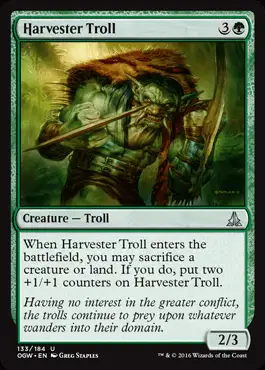 Harvester Troll 3
Creature — Troll
When Harvester Troll enters the
battlefield, you may sacrifice a
creature or land. If you do, put two
+1/+1 counters on Harvester Troll.
Having no interest in the greater conflict,
the trolls continue to prey upon whatever
wanders into their domain.
2/3
133/184 U
OGW • EN Greg Staples
™ & © 2016 Wizards of the Coast